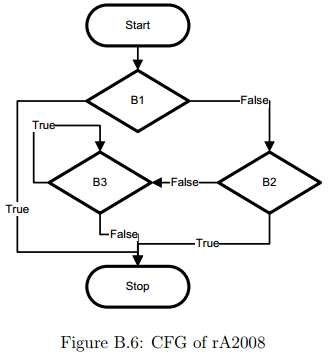 Start
B1
False
True
B3
False
B2
True
False
True
Stop
Figure B.6: CFG of rA2008